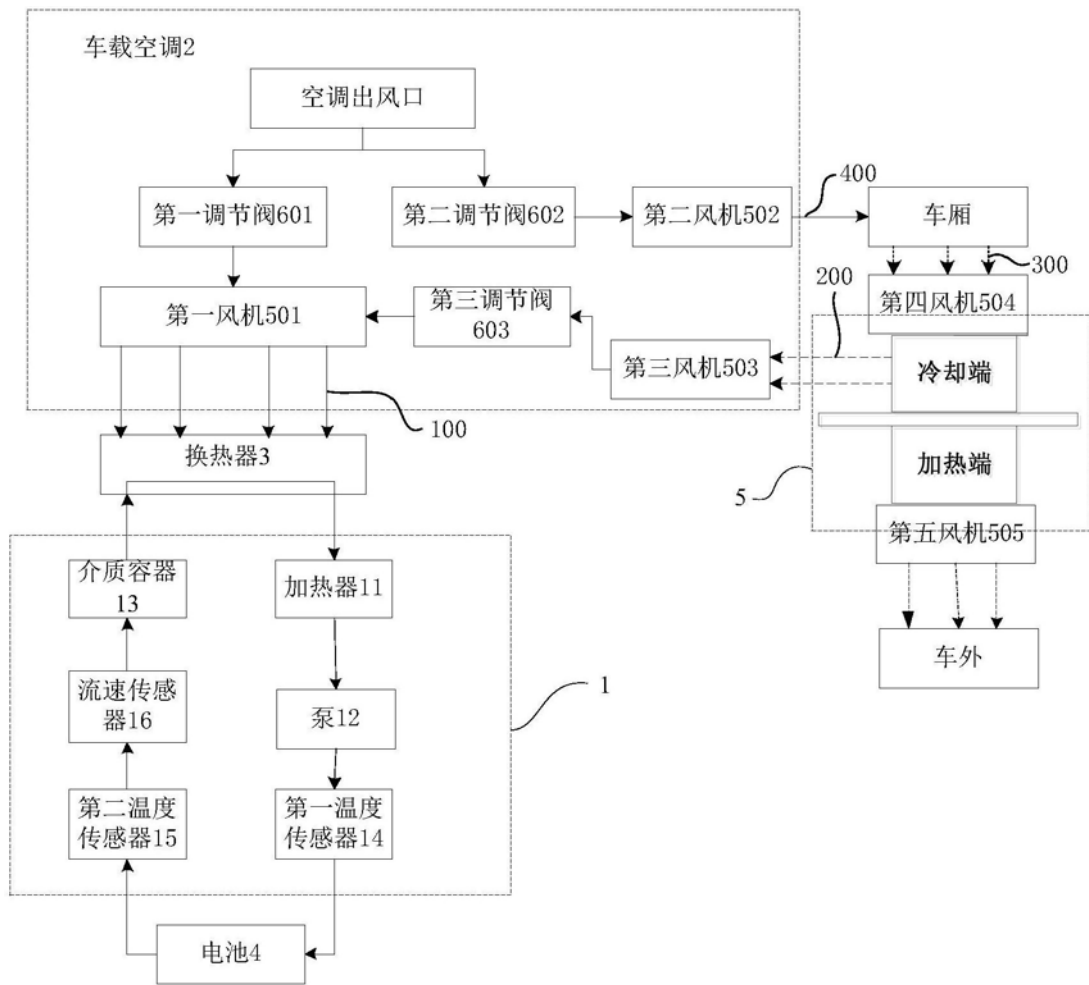 车载空调2
空调出风口
第一调节阀601
第二调节阀602
第二风机502
400
车厢
300
第一风机501
第三调节阀
603
200
第四风机504
第三风机503
冷却端
100
换热器3
加热端
5
第五风机505
介质容器
13
加热器11
车外
流速传感
器16
泵12
1
第二温度
传感器15
第一温度
传感器14
电池4